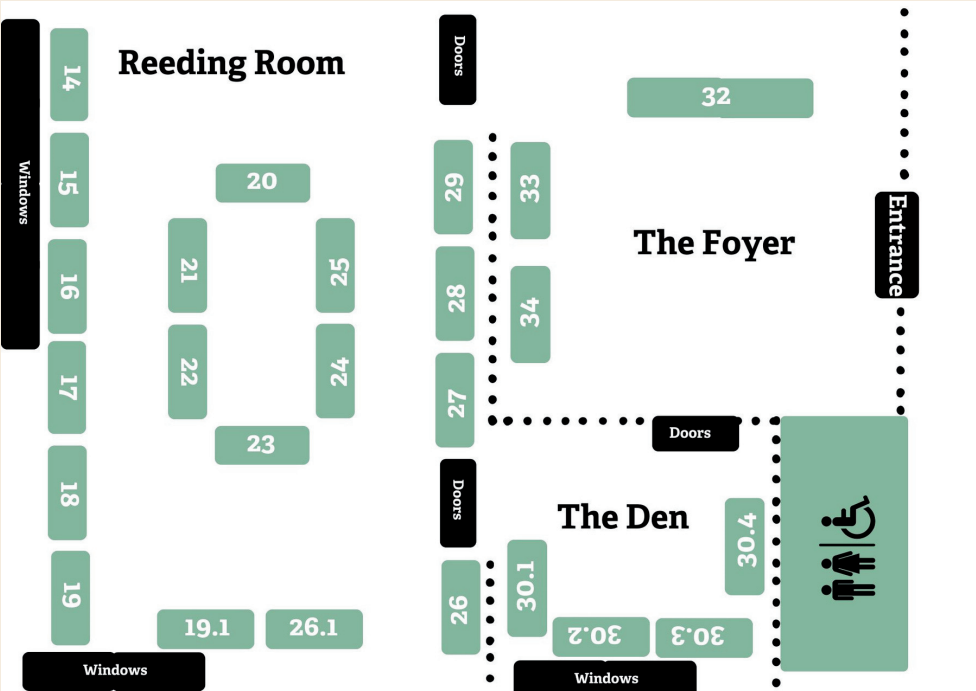 Reeding Room
Doors
14
Windows
32
15
20
29
33
Entrance
The Foyer
21
25
16
28
34
22
24
17
27
23
Doors
18
Doors
The Den
30.4
19
26
30.1
19.1
26.1
30.2
30.3
Windows
Windows